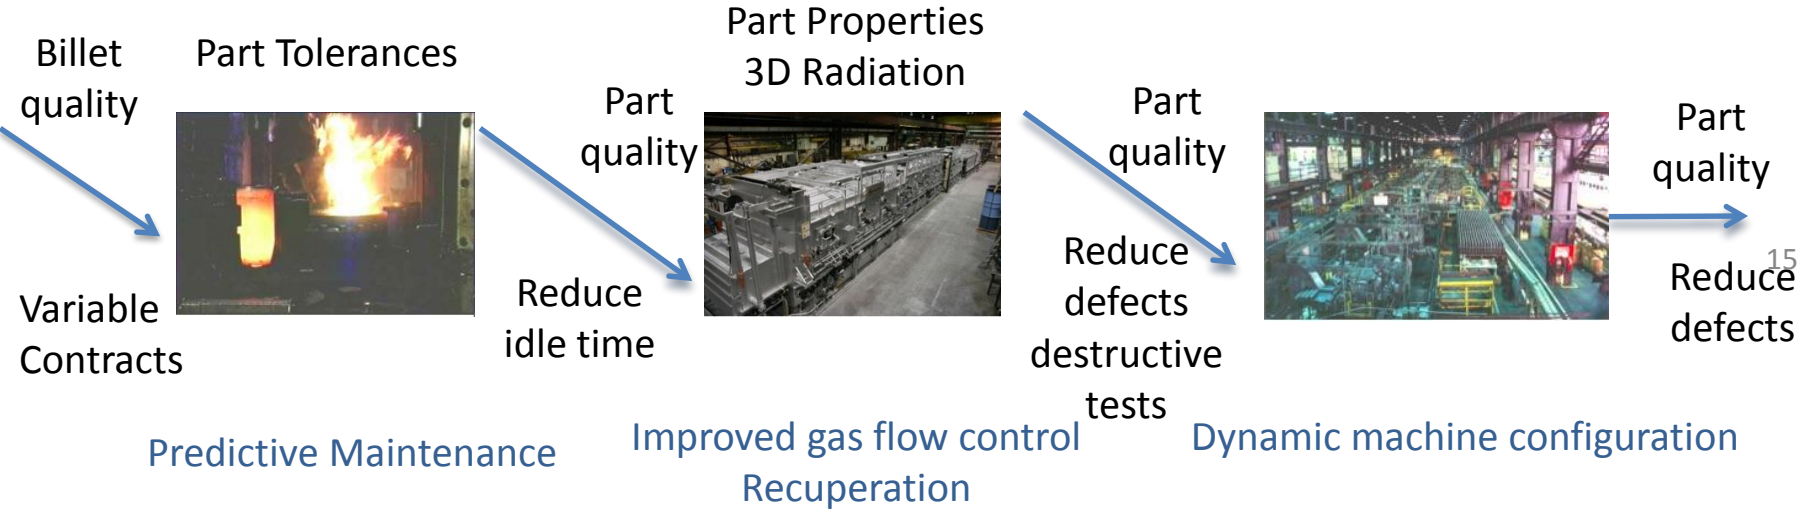 Billet
quality
Part Tolerances
Variable
Contracts
Part
quality
Reduce
idle time
Part Properties
3D Radiation
Part
quality
Reduce
defects
destructive
tests
Part
quality
15
Reduce
defects
Predictive Maintenance
Improved gas flow control
Recuperation
Dynamic machine configuration